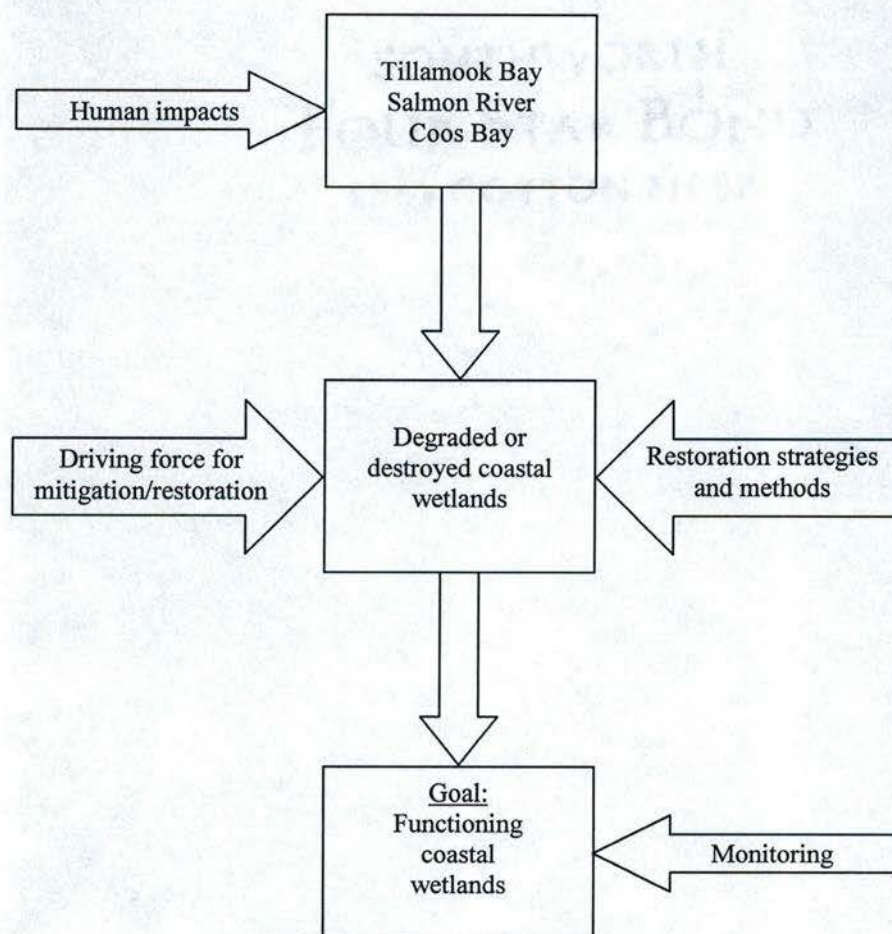 Tillamook Bay
Salmon River
Coos Bay
Human impacts
Degraded or
destroyed coastal
wetlands
Driving force for
mitigation/restoration
Restoration strategies
and methods
Goal:
Functioning
coastal
wetlands
Monitoring